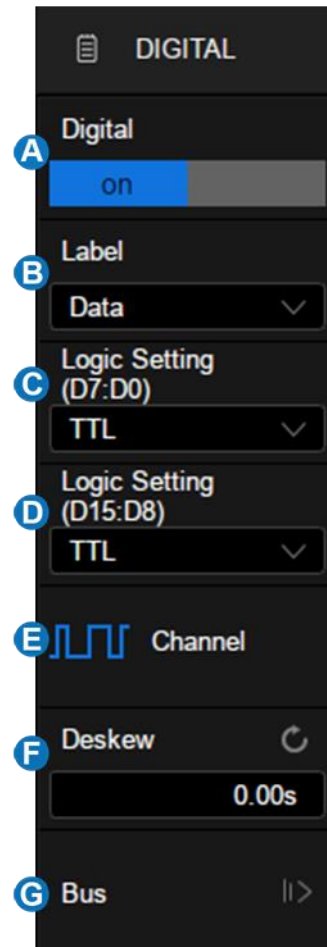 DIGITAL
Digital
A
on
Label
B
Data
Logic Setting
C
(D7:D0)
TTL
Logic Setting
D
(D15:D8)
TTL
E
Channel
F
Deskew
0.00s
G
Bus